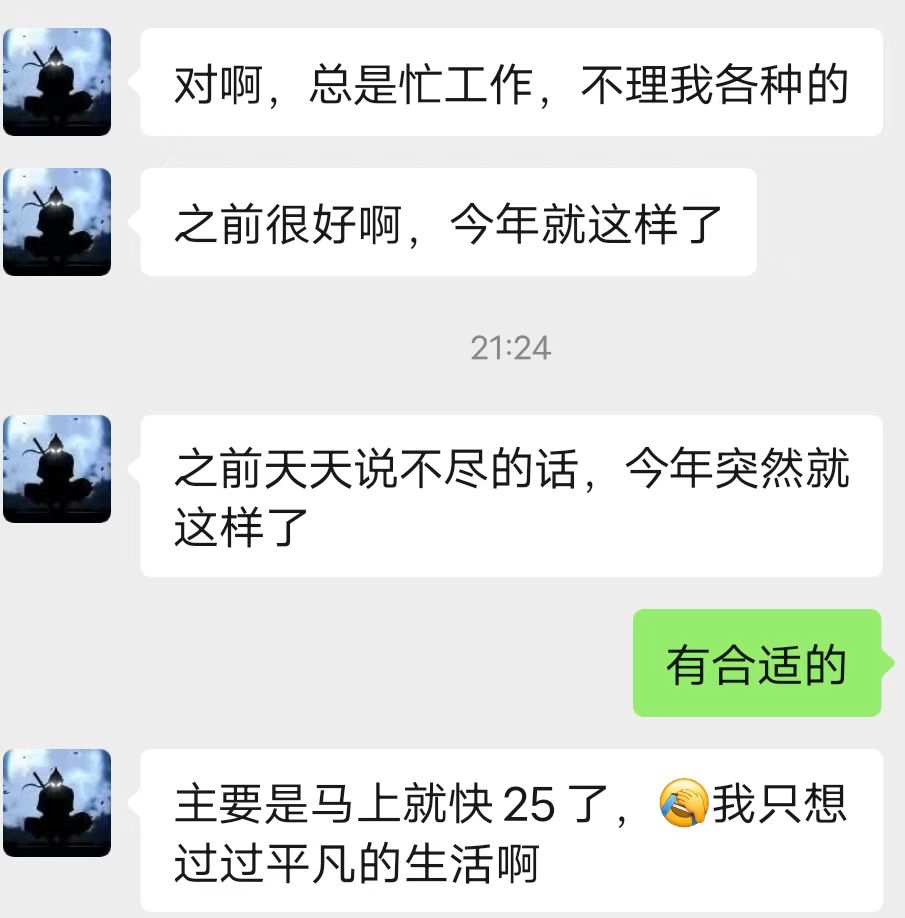 对啊，总是忙工作，不理我各种的
之前很好啊，今年就这样了
21:24
之前天天说不尽的话，今年突然就
这样了
有合适的
主要是马上就快25了，🤦我只想
过过平凡的生活啊